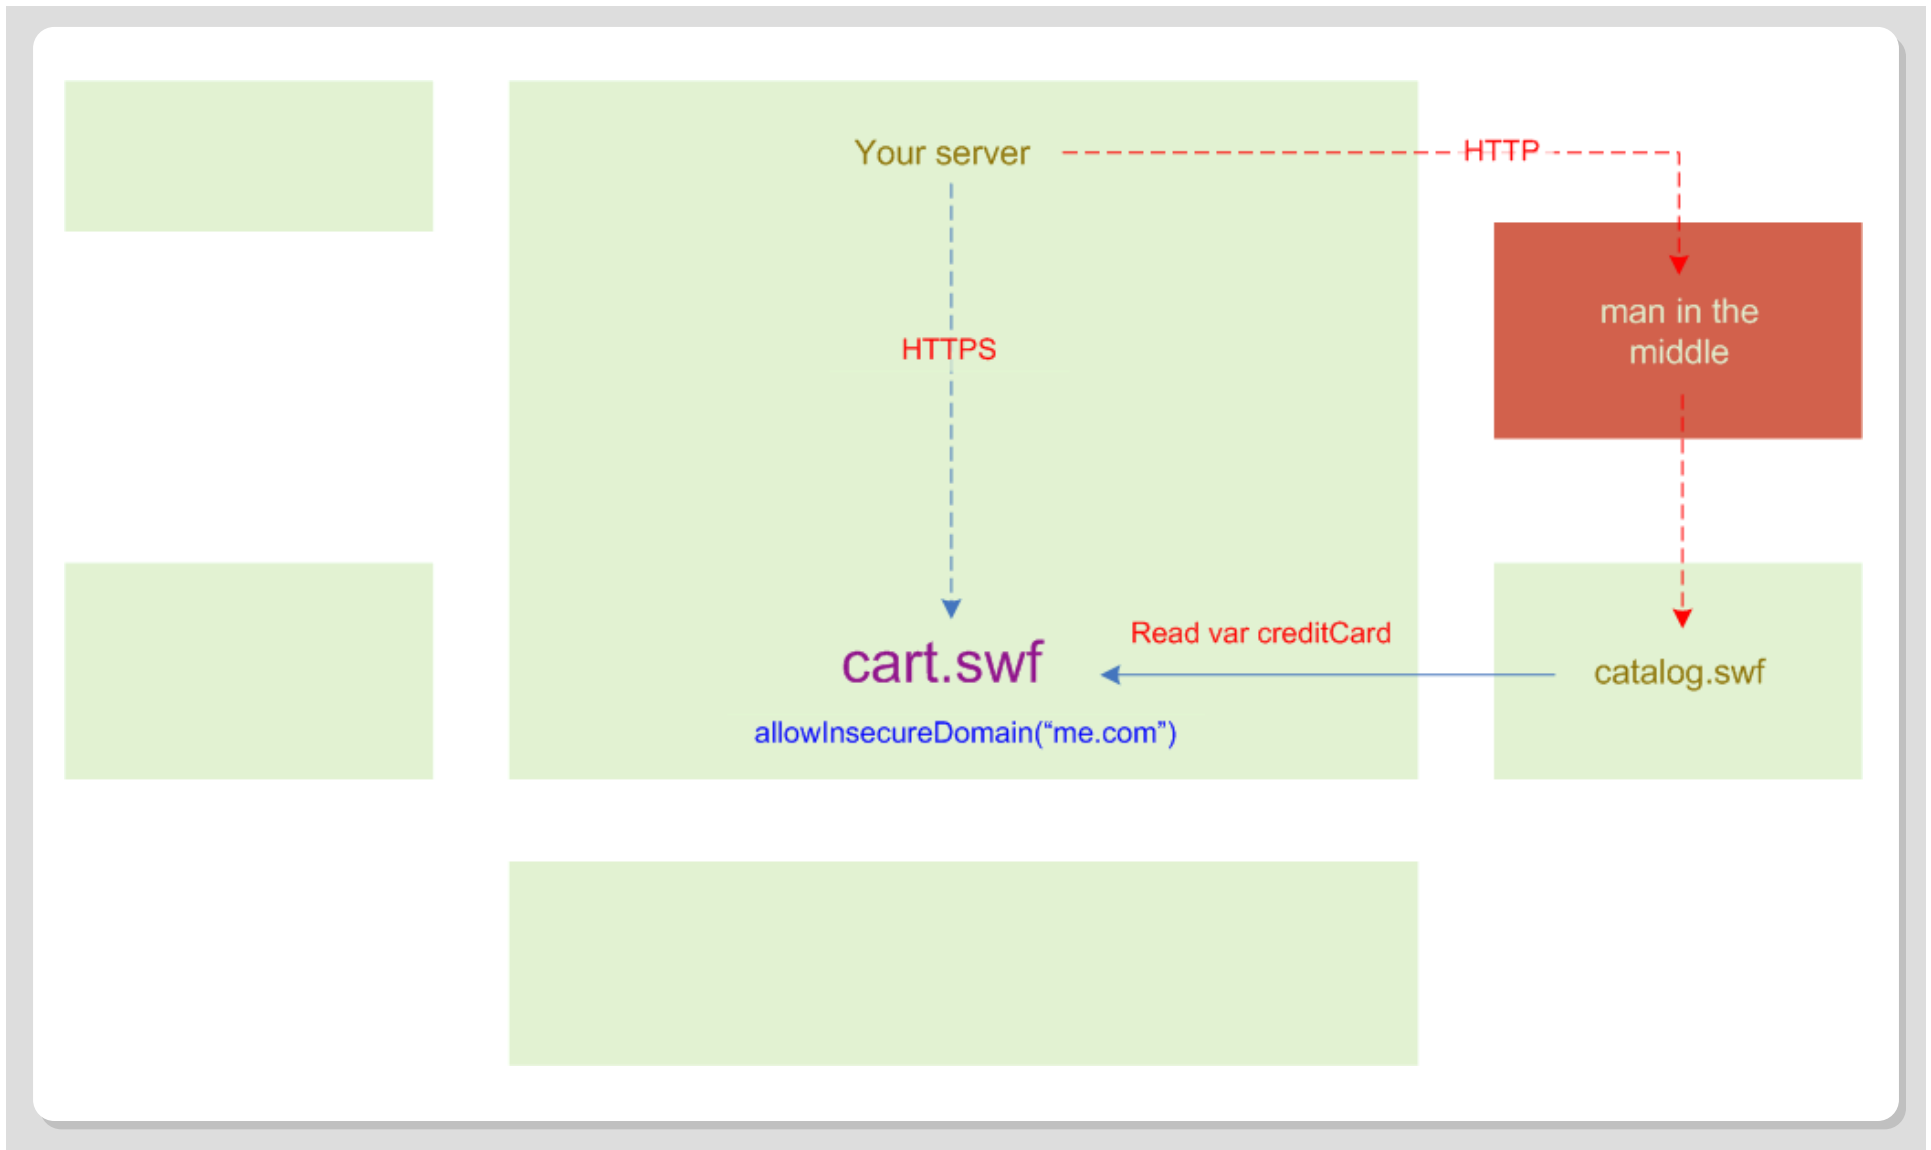 Your server
HTTP
man in the
middle
HTTPS
Read var creditCard
cart.swf
catalog.swf
allowInsecureDomain(“me.com”)